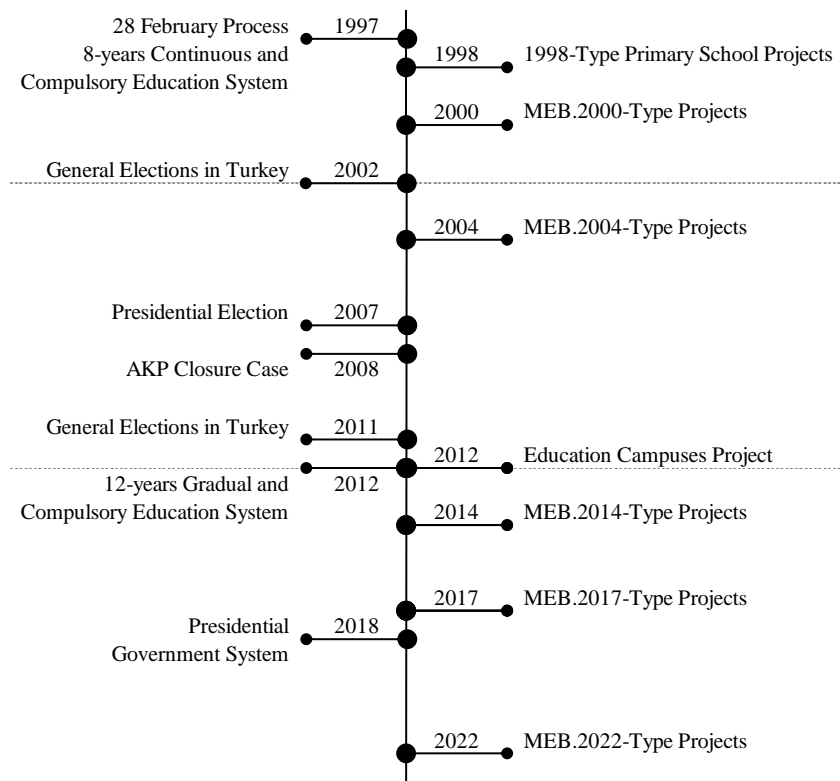 28 February Process 1997
8-years Continuous and
Compulsory Education System
1998 1998-Type Primary School Projects
2000 MEB.2000-Type Projects
General Elections in Turkey 2002
2004 MEB.2004-Type Projects
Presidential Election 2007
AKP Closure Case 2008
General Elections in Turkey 2011
2012 Education Campuses Project
12-years Gradual and 2012
Compulsory Education System
2014 MEB.2014-Type Projects
2017 MEB.2017-Type Projects
Presidential 2018
Government System
2022 MEB.2022-Type Projects